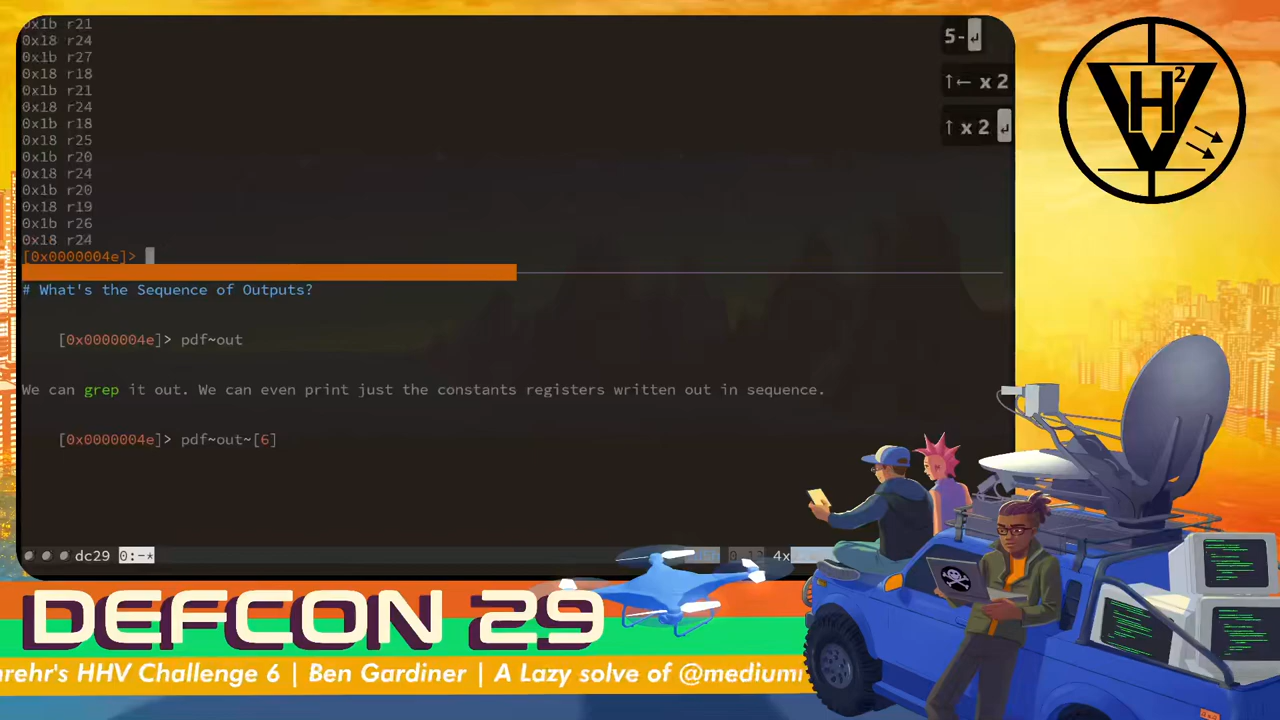 0x1b r21
0x18 r24
0x1b r27
0x18 r18
0x1b r21
0x18 r24
0x1b r18
0x18 r25
0x1b r20
0x18 r24
0x1b r20
0x18 r19
0x1b r26
0x18 r24
[0x0000004e]>
5-↵
↑← x 2
↑ x 2 ↵
VH2
# What's the Sequence of Outputs?
[0x0000004e]> pdf~out
We can grep it out. We can even print just the constants registers written out in sequence.
[0x0000004e]> pdf~out~[6]
dc29 0:-*
4x
DEFCON 29
nrehr's HHV Challenge 6 | Ben Gardiner | A Lazy solve of @mediumr